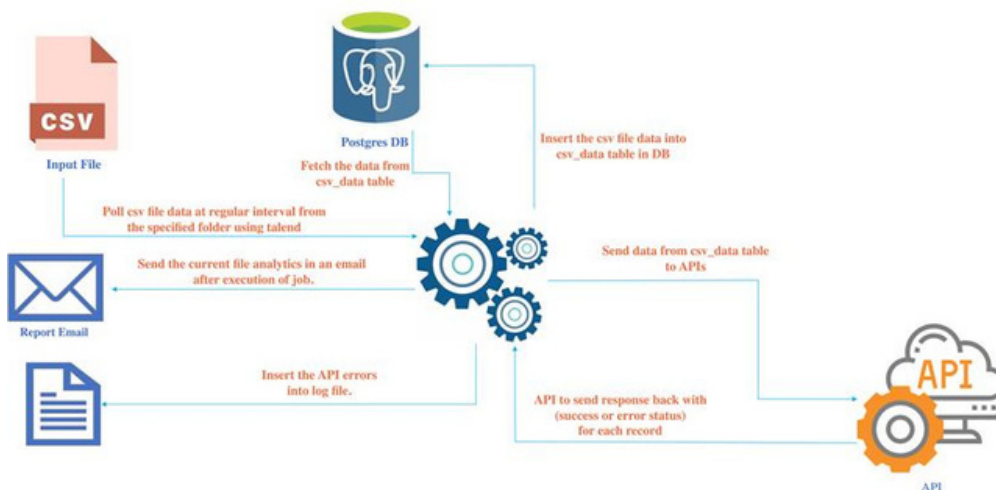 CSV
Input File
Postgres DB
Fetch the data from
csv_data table
Insert the csv file data into
csv_data table in DB
Poll csv file data at regular interval from
the specified folder using talend
Send the current file analytics in an email
after execution of job.
Report Email
Send data from csv_data table
to APIs
Insert the API errors
into log file.
API to send response back with
(success or error status)
for each record
API
API